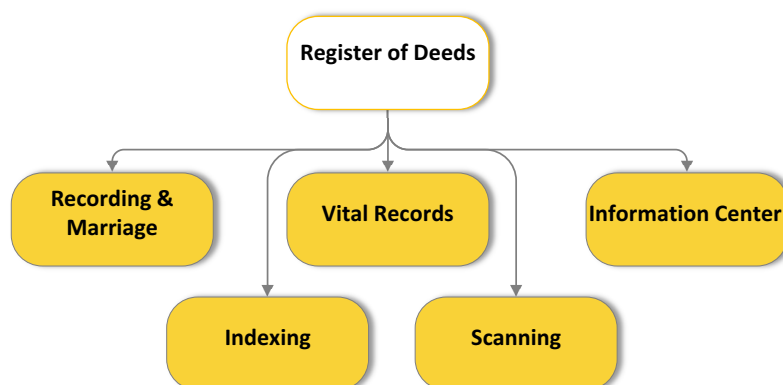 Register of Deeds
Recording &
Marriage
Vital Records
Information Center
Indexing
Scanning